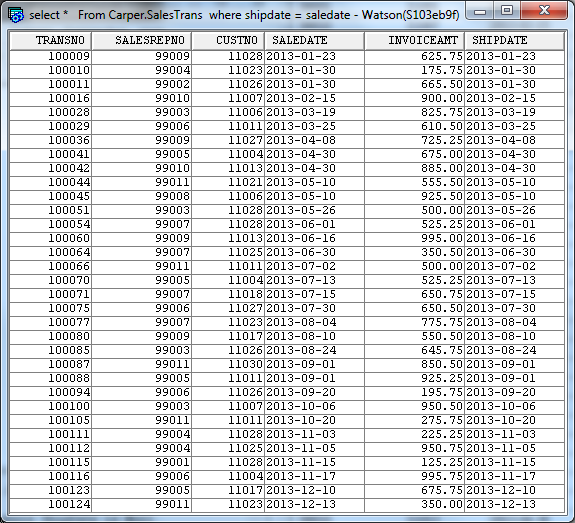 select * From Carper.SalesTrans where shipdate = saledate - Watson(S103eb9f)
TRANSNO SALESREPNO CUSTNO SALEDATE INVOICEAMT SHIPDATE
100009 99009 11028 2013-01-23 625.75 2013-01-23
100010 99004 11023 2013-01-30 175.75 2013-01-30
100011 99002 11026 2013-01-30 665.50 2013-01-30
100016 99010 11007 2013-02-15 900.00 2013-02-15
100028 99003 11006 2013-03-19 825.75 2013-03-19
100029 99006 11011 2013-03-25 610.50 2013-03-25
100036 99009 11027 2013-04-08 725.25 2013-04-08
100041 99005 11004 2013-04-30 675.00 2013-04-30
100042 99010 11013 2013-04-30 885.00 2013-04-30
100044 99011 11021 2013-05-10 555.50 2013-05-10
100045 99008 11006 2013-05-10 925.50 2013-05-10
100051 99003 11028 2013-05-26 500.00 2013-05-26
100054 99007 11028 2013-06-01 525.25 2013-06-01
100060 99009 11013 2013-06-16 995.00 2013-06-16
100064 99007 11025 2013-06-30 350.50 2013-06-30
100066 99011 11011 2013-07-02 500.00 2013-07-02
100070 99005 11004 2013-07-13 525.25 2013-07-13
100071 99007 11018 2013-07-15 650.75 2013-07-15
100075 99006 11027 2013-07-30 650.50 2013-07-30
100077 99007 11023 2013-08-04 775.75 2013-08-04
100080 99009 11017 2013-08-10 550.50 2013-08-10
100085 99003 11026 2013-08-24 645.75 2013-08-24
100087 99011 11030 2013-09-01 850.50 2013-09-01
100088 99005 11011 2013-09-01 925.25 2013-09-01
100094 99006 11026 2013-09-20 195.75 2013-09-20
100100 99003 11007 2013-10-06 950.50 2013-10-06
100105 99011 11011 2013-10-20 275.75 2013-10-20
100111 99004 11028 2013-11-03 225.25 2013-11-03
100112 99004 11025 2013-11-05 950.75 2013-11-05
100115 99001 11028 2013-11-15 125.25 2013-11-15
100116 99006 11004 2013-11-17 995.75 2013-11-17
100123 99005 11017 2013-12-10 675.75 2013-12-10
100124 99011 11023 2013-12-13 350.00 2013-12-13